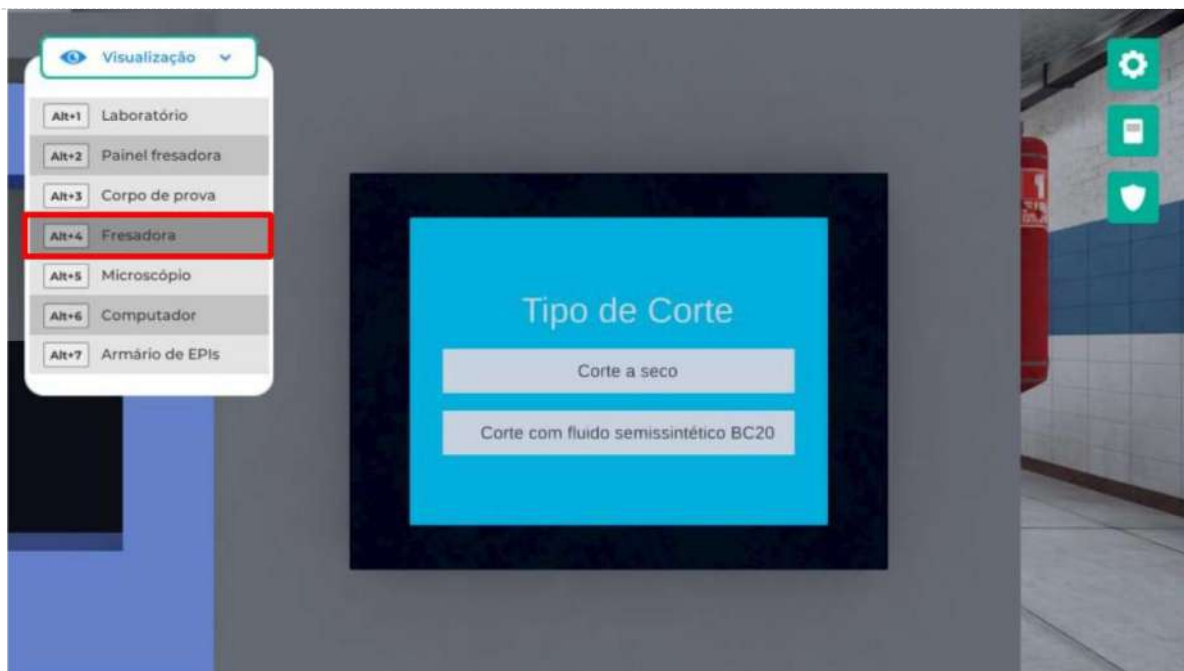 Visualização
Alt+1 Laboratório
Alt+2 Painel fresadora
Alt+3 Corpo de prova
Alt+4 Fresadora
Alt+5 Microscópio
Alt+6 Computador
Alt+7 Armário de EPIs
Tipo de Corte
Corte a seco
Corte com fluido semissintético BC20
1